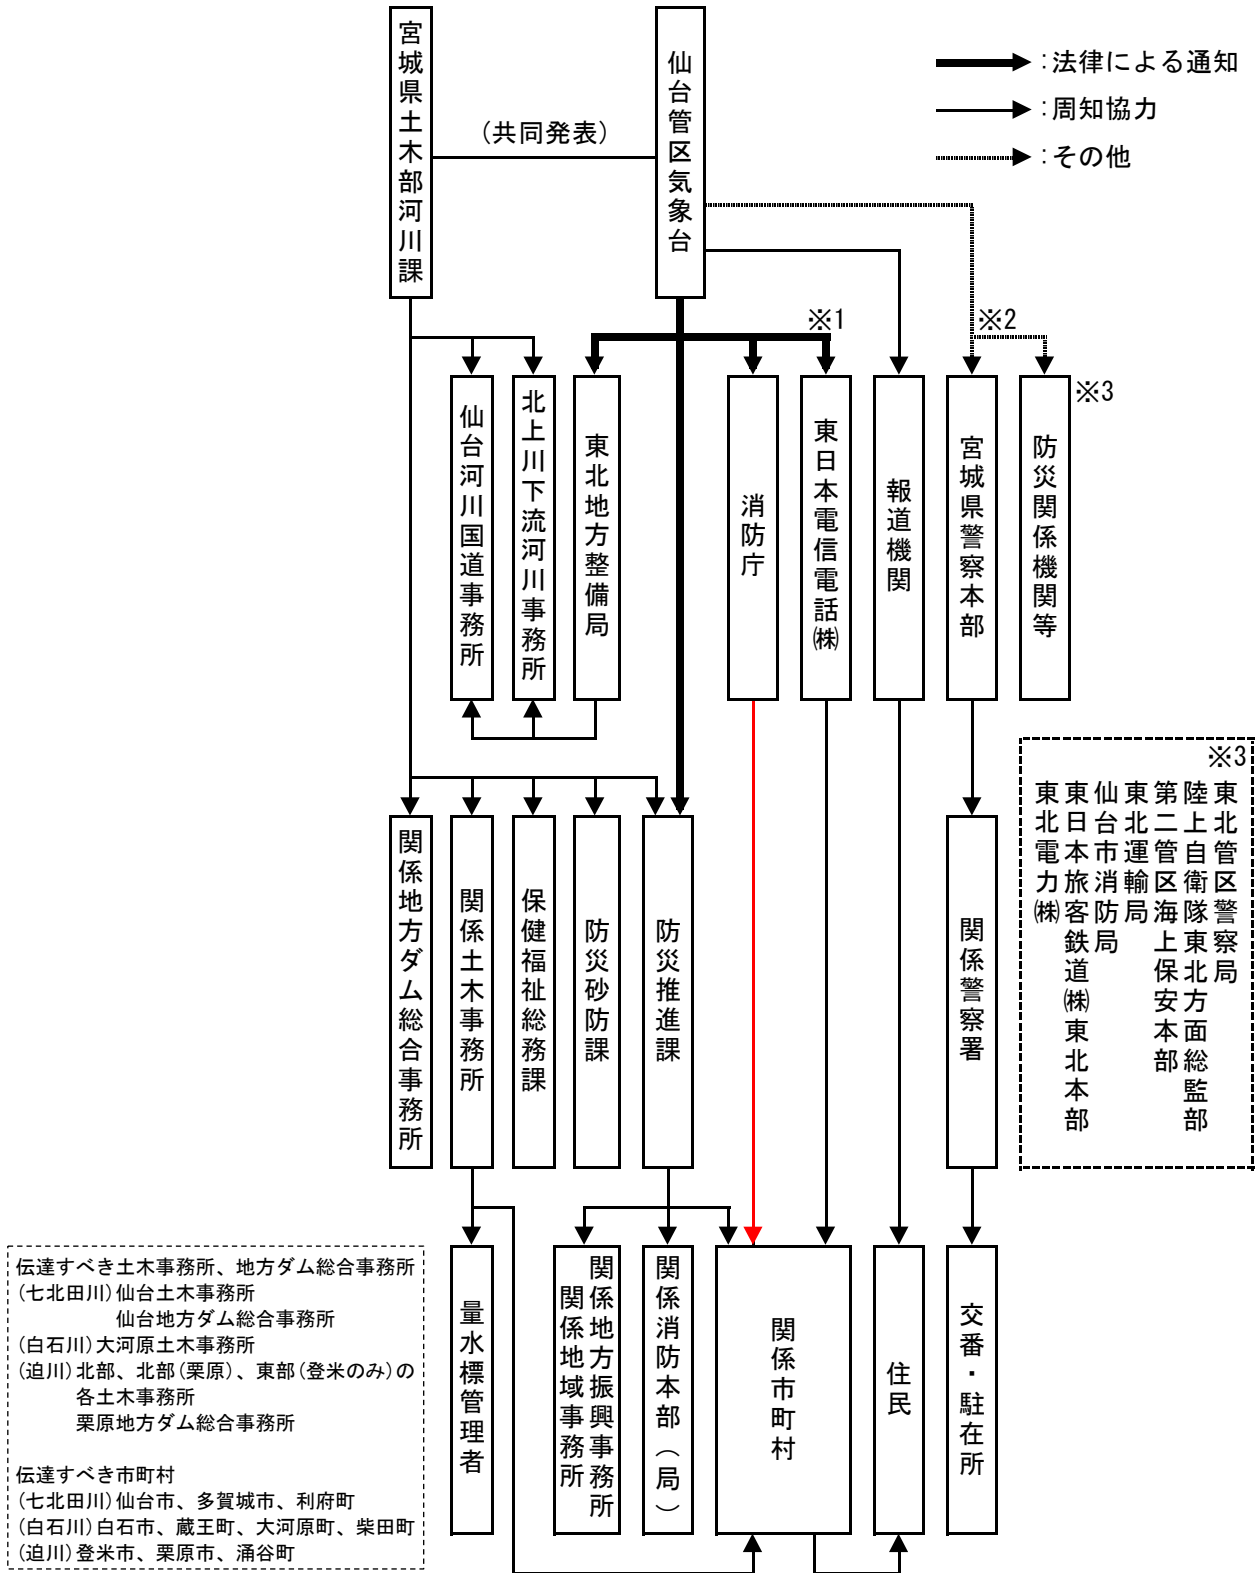 宮城県土木部河川課
(共同発表)
仙台管区気象台
:法律による通知
:周知協力
:その他
※1
※2
※3
仙台河川国道事務所
北上川下流河川事務所
東北地方整備局
消防庁
東日本電信電話㈱
報道機関
宮城県警察本部
防災関係機関等
※3
東北管区警察局
陸上自衛隊東北方面総監部
第二管区海上保安本部
東北運輸局
仙台市消防局
東日本旅客鉄道㈱東北本部
東北電力㈱
関係地方ダム総合事務所
関係土木事務所
保健福祉総務課
防災砂防課
防災推進課
関係警察署
量水標管理者
関係地方振興事務所
関係地域事務所
関係消防本部(局)
関係市町村
住民
交番・駐在所
伝達すべき土木事務所、地方ダム総合事務所
(七北田川)仙台土木事務所
仙台地方ダム総合事務所
(白石川)大河原土木事務所
(迫川)北部、北部(栗原)、東部(登米のみ)の
各土木事務所
栗原地方ダム総合事務所
伝達すべき市町村
(七北田川)仙台市、多賀城市、利府町
(白石川)白石市、蔵王町、大河原町、柴田町
(迫川)登米市、栗原市、涌谷町